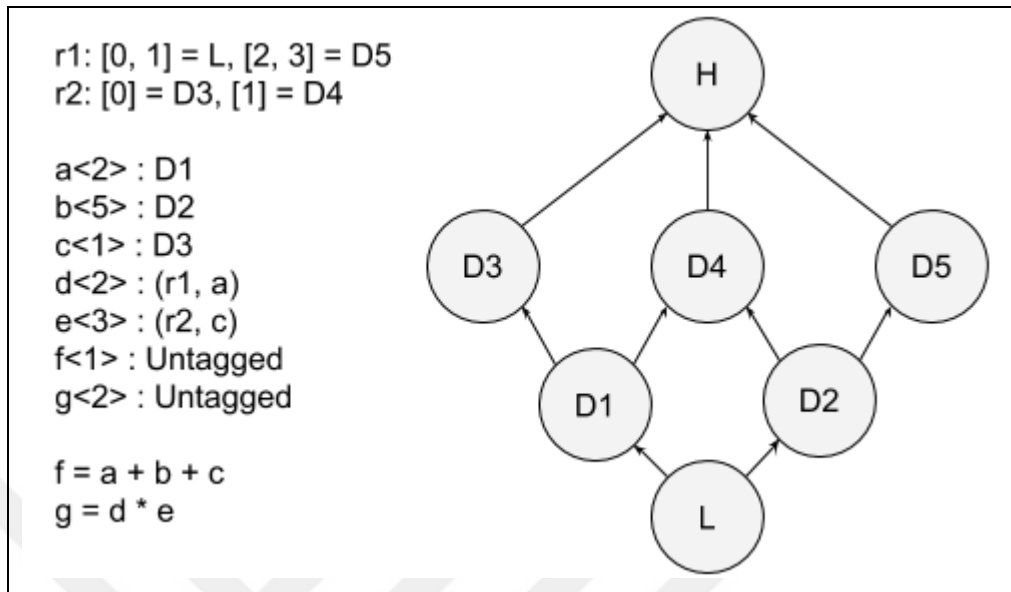 r1: [0, 1] = L, [2, 3] = D5
r2: [0] = D3, [1] = D4
a<2> : D1
b<5> : D2
c<1> : D3
d<2> : (r1, a)
e<3> : (r2, c)
f<1> : Untagged
g<2> : Untagged
f = a + b + c
g = d * e
H
D3
D4
D5
D1
D2
L